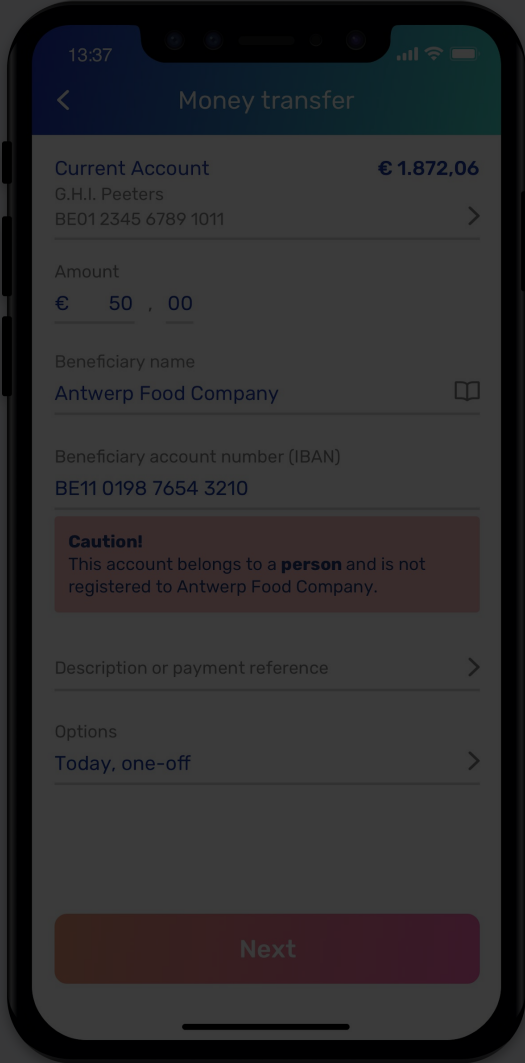 13:37
Money transfer
Current Account € 1.872,06
G.H.I. Peeters
BE01 2345 6789 1011
Amount
€ 50 , 00
Beneficiary name
Antwerp Food Company
Beneficiary account number (IBAN)
BE11 0198 7654 3210
Caution!
This account belongs to a person and is not
registered to Antwerp Food Company.
Description or payment reference
Options
Today, one-off
Next